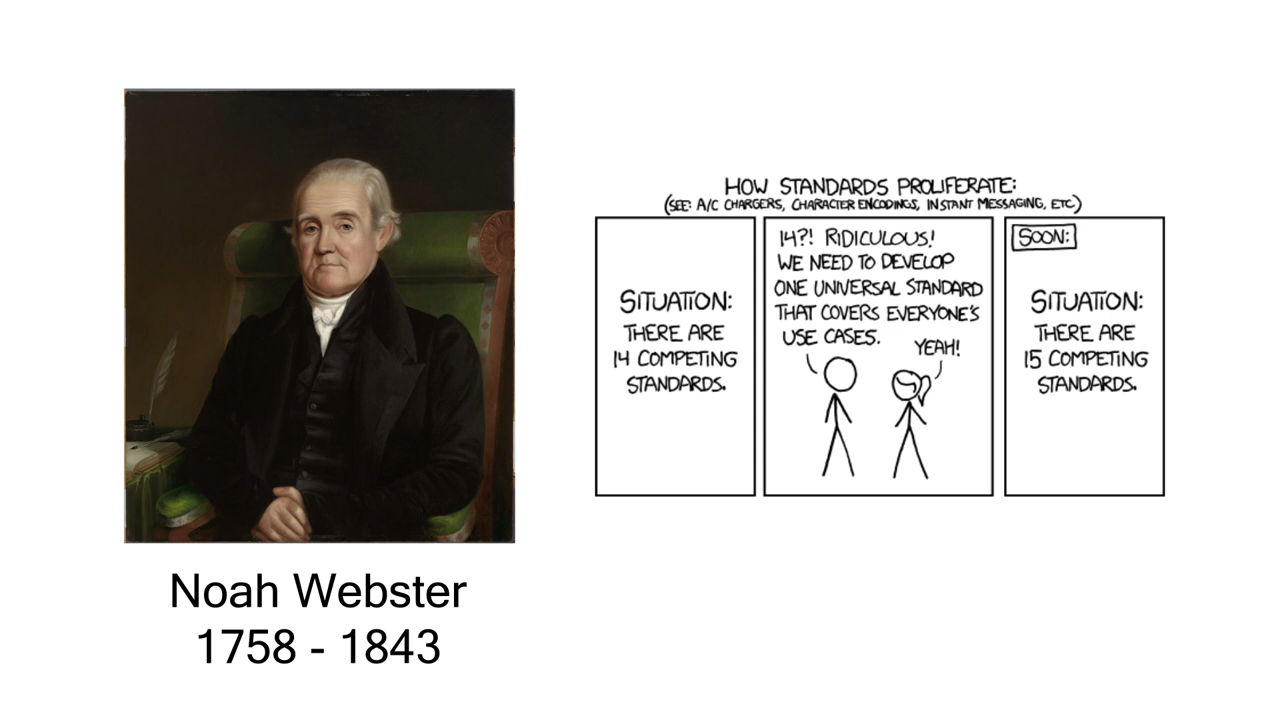 Noah Webster
1758 - 1843
HOW STANDARDS PROLIFERATE:
(SEE: A/C CHARGERS, CHARACTER ENCODINGS, INSTANT MESSAGING, ETC.)
SITUATION:
THERE ARE
14 COMPETING
STANDARDS.
14?! RIDICULOUS!
WE NEED TO DEVELOP
ONE UNIVERSAL STANDARD
THAT COVERS EVERYONE'S
USE CASES.
YEAH!
SOON:
SITUATION:
THERE ARE
15 COMPETING
STANDARDS.